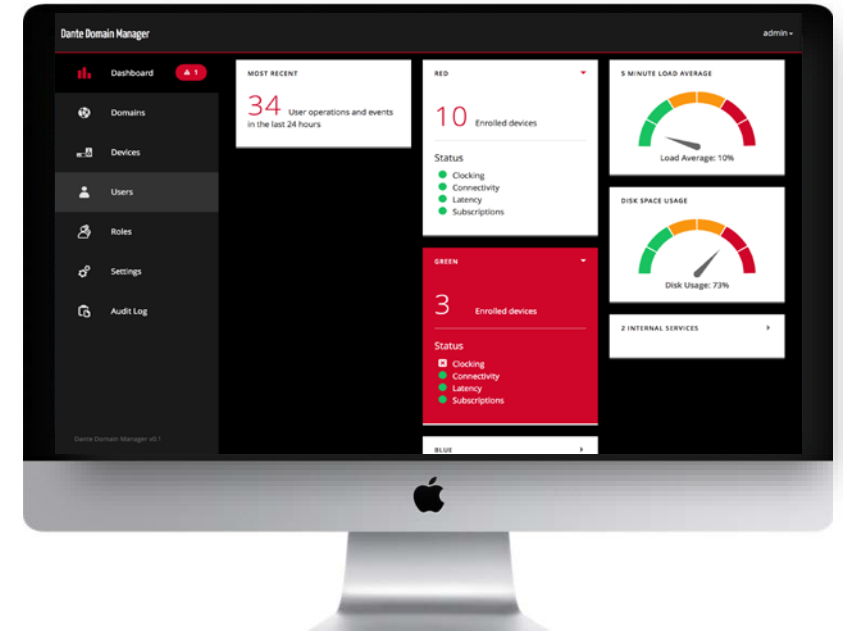 Dante Domain Manager
admin
Dashboard
1
Domains
Devices
Users
Roles
Settings
Audit Log
Dante Domain Manager v0.1
MOST RECENT
34 User operations and events
in the last 24 hours
RED
10 Enrolled devices
Status
Clocking
Connectivity
Latency
Subscriptions
GREEN
3 Enrolled devices
Status
Clocking
Connectivity
Latency
Subscriptions
BLUE
5 MINUTE LOAD AVERAGE
Load Average: 10%
DISK SPACE USAGE
Disk Usage: 73%
2 INTERNAL SERVICES